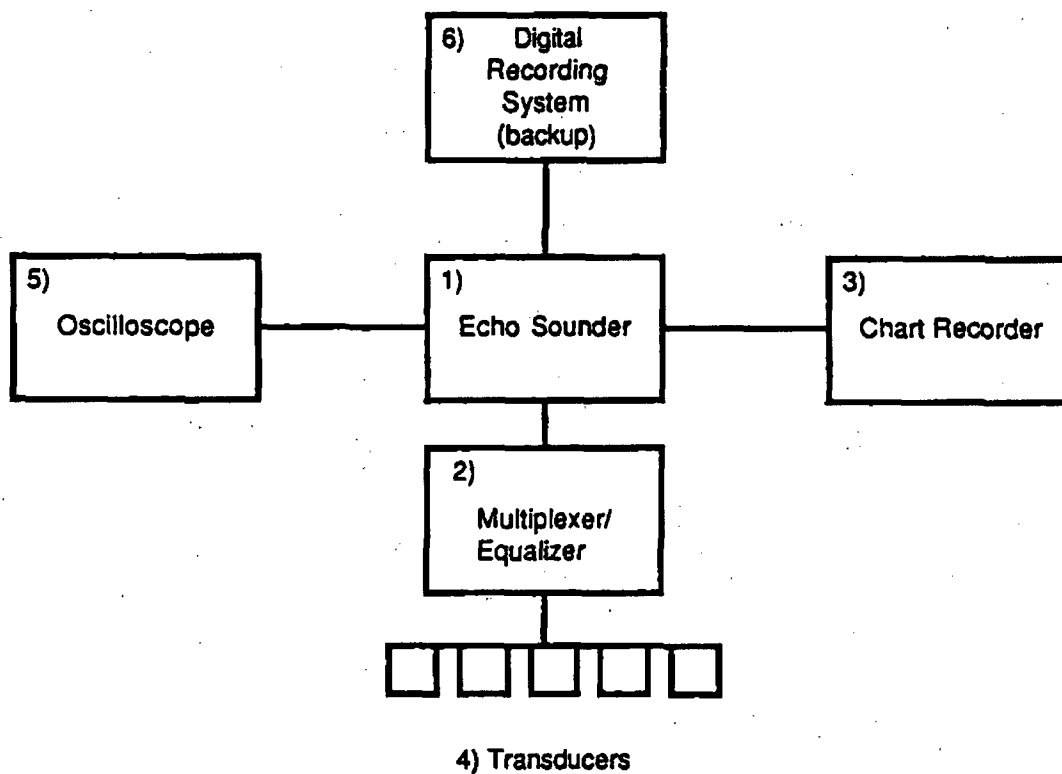 6) Digital
Recording
System
(backup)
5)
Oscilloscope
1)
Echo Sounder
3)
Chart Recorder
2)
Multiplexer/
Equalizer
4) Transducers